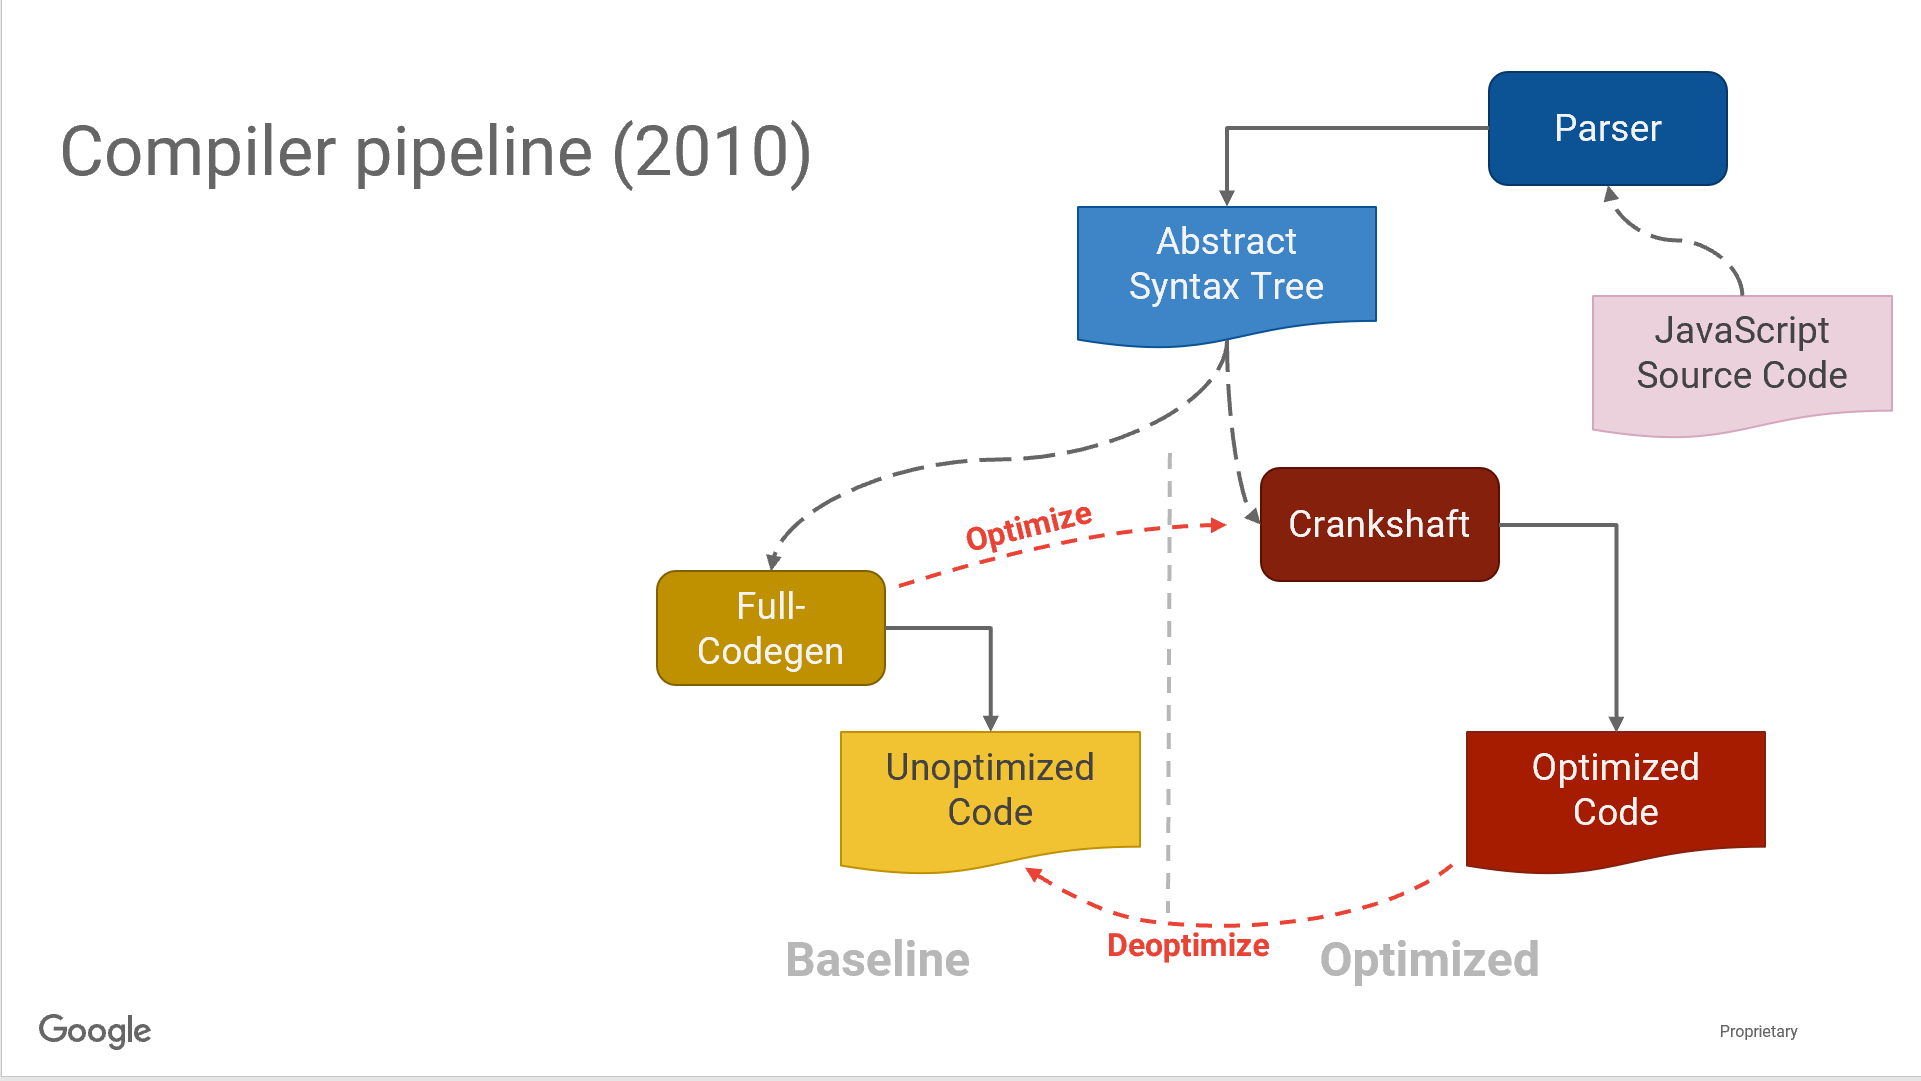 Compiler pipeline (2010)
Parser
Abstract
Syntax Tree
JavaScript
Source Code
Optimize
Crankshaft
Full-
Codegen
Unoptimized
Code
Optimized
Code
Deoptimize
Baseline
Optimized
Google
Proprietary